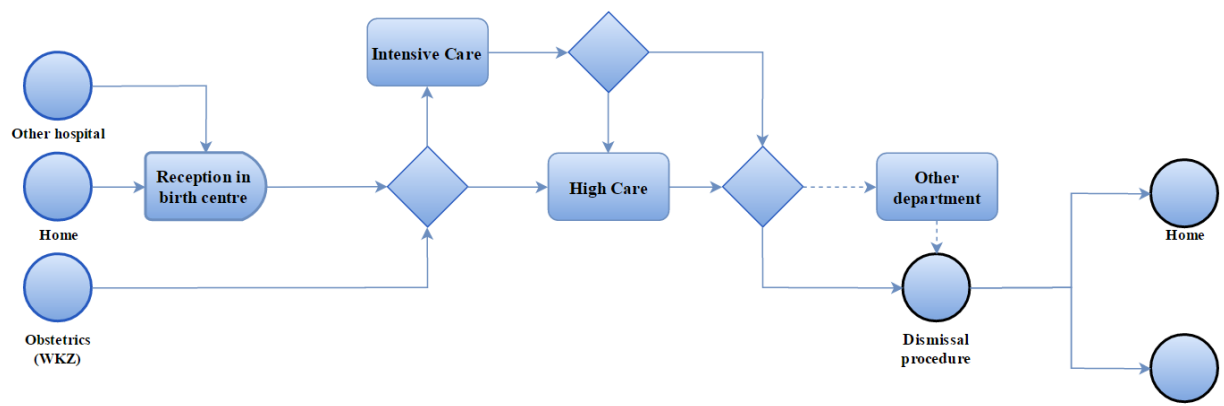 Intensive Care
Other hospital
Reception in
birth centre
High Care
Other
department
Home
Home
Obstetrics
(WKZ)
Dismissal
procedure